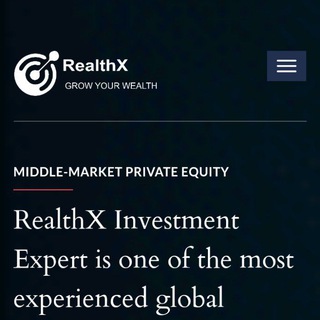 RealthX
GROW YOUR WEALTH
MIDDLE-MARKET PRIVATE EQUITY
RealthX Investment
Expert is one of the most
experienced global